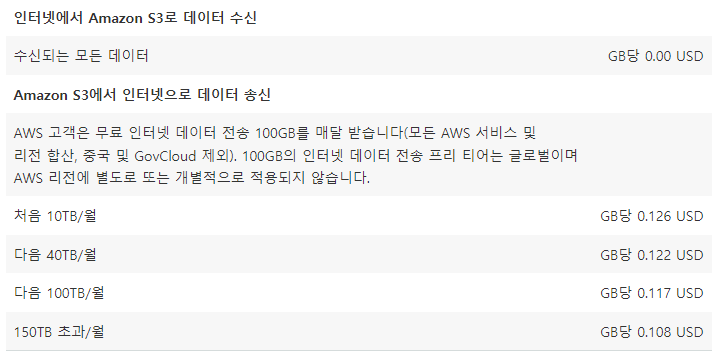 인터넷에서 Amazon S3로 데이터 수신
수신되는 모든 데이터 GB당 0.00 USD
Amazon S3에서 인터넷으로 데이터 송신
AWS 고객은 무료 인터넷 데이터 전송 100GB를 매달 받습니다(모든 AWS 서비스 및
리전 합산, 중국 및 GovCloud 제외). 100GB의 인터넷 데이터 전송 프리 티어는 글로벌이며
AWS 리전에 별도로 또는 개별적으로 적용되지 않습니다.
처음 10TB/월 GB당 0.126 USD
다음 40TB/월 GB당 0.122 USD
다음 100TB/월 GB당 0.117 USD
150TB 초과/월 GB당 0.108 USD